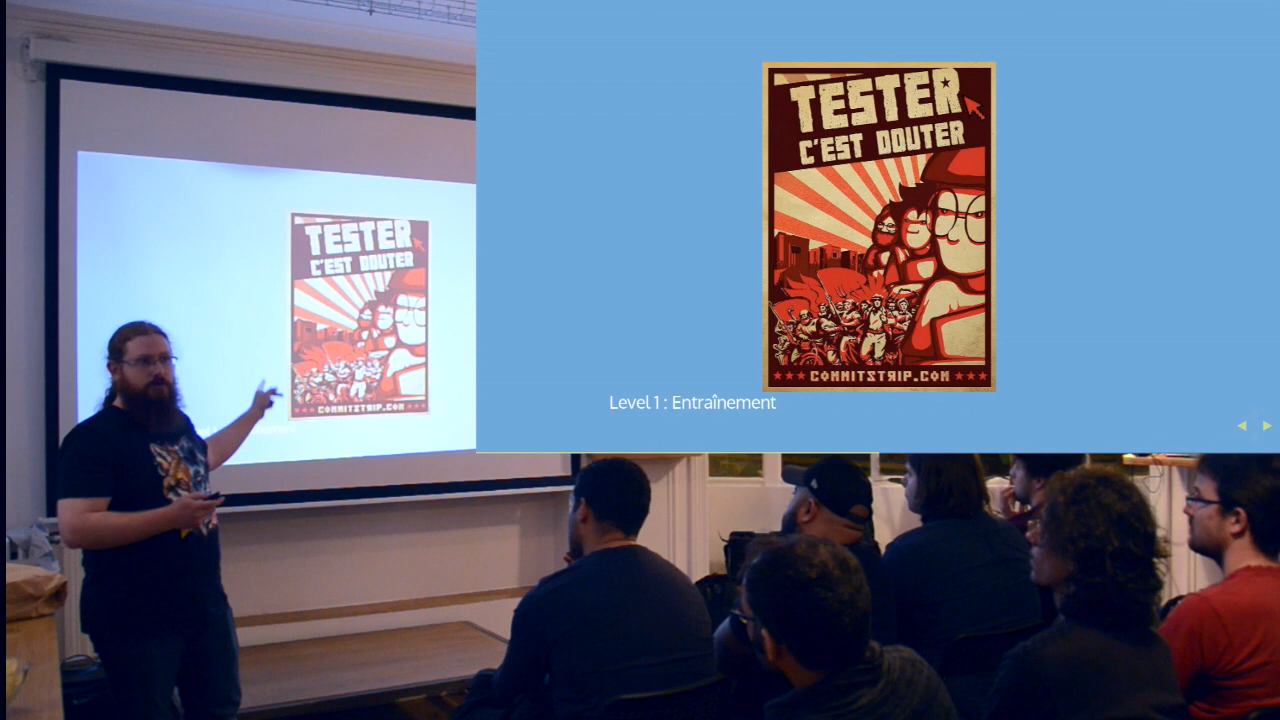 TESTER
C'EST DOUTER
COMMITSTRIP.COM
Level 1 : Entraînement
TESTER
C'EST DOUTER
COMMITSTRIP.COM